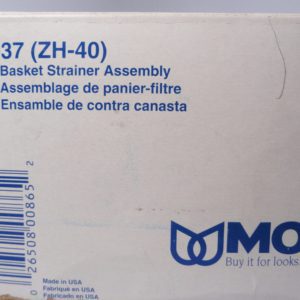 37 (ZH-40)
Basket Strainer Assembly
Assemblage de panier-filtre
Ensamble de contra canasta
0 26508 00865 2
MO
Buy it for looks
Made in USA
Fabriqué en USA
Fabricado en USA